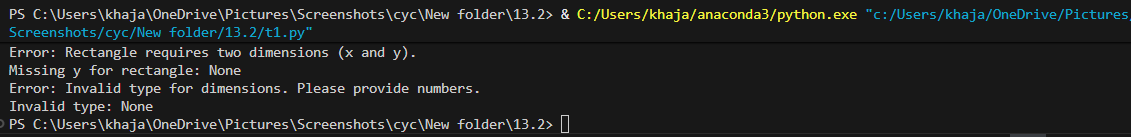 PS C:\Users\khaja\OneDrive\Pictures\Screenshots\cyc\New folder\13.2> & C:/Users/khaja/anaconda3/python.exe "c:/Users/khaja/OneDrive/Pictures/
Screenshots/cyc/New folder/13.2/t1.py"
Error: Rectangle requires two dimensions (x and y).
Missing y for rectangle: None
Error: Invalid type for dimensions. Please provide numbers.
Invalid type: None
PS C:\Users\khaja\OneDrive\Pictures\Screenshots\cyc\New folder\13.2>